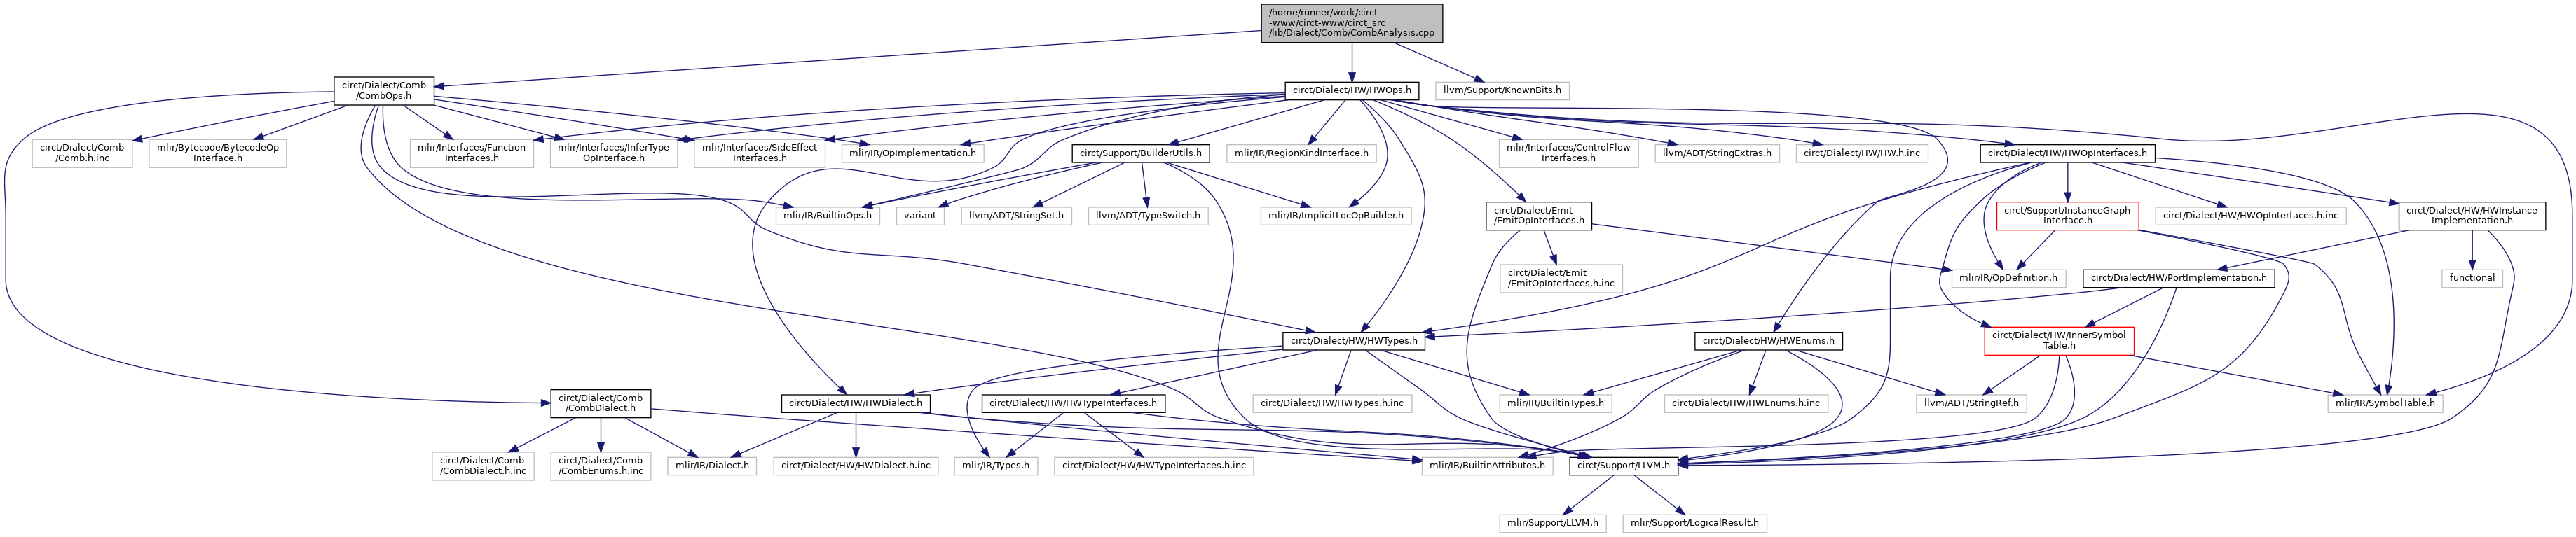 /home/runner/work/circt
-www/circt-www/circt_src
/lib/Dialect/Comb/CombAnalysis.cpp
circt/Dialect/Comb
/CombOps.h
circt/Dialect/HW/HWOps.h
llvm/Support/KnownBits.h
circt/Dialect/Comb
/Comb.h.inc
mlir/Bytecode/BytecodeOp
Interface.h
mlir/Interfaces/Function
Interfaces.h
mlir/Interfaces/InferType
OpInterface.h
mlir/Interfaces/SideEffect
Interfaces.h
mlir/IR/OpImplementation.h
circt/Support/BuilderUtils.h
mlir/IR/RegionKindInterface.h
mlir/Interfaces/ControlFlow
Interfaces.h
llvm/ADT/StringExtras.h
circt/Dialect/HW/HW.h.inc
circt/Dialect/HW/HWOpInterfaces.h
mlir/IR/BuiltinOps.h
variant
llvm/ADT/StringSet.h
llvm/ADT/TypeSwitch.h
mlir/IR/ImplicitLocOpBuilder.h
circt/Dialect/Emit
/EmitOpInterfaces.h
circt/Support/InstanceGraph
Interface.h
circt/Dialect/HW/HWOpInterfaces.h.inc
circt/Dialect/HW/HWInstance
Implementation.h
circt/Dialect/Emit
/EmitOpInterfaces.h.inc
mlir/IR/OpDefinition.h
circt/Dialect/HW/PortImplementation.h
functional
circt/Dialect/HW/HWTypes.h
circt/Dialect/HW/HWEnums.h
circt/Dialect/HW/InnerSymbol
Table.h
circt/Dialect/Comb
/CombDialect.h
circt/Dialect/HW/HWDialect.h
circt/Dialect/HW/HWTypeInterfaces.h
circt/Dialect/HW/HWTypes.h.inc
mlir/IR/BuiltinTypes.h
circt/Dialect/HW/HWEnums.h.inc
llvm/ADT/StringRef.h
mlir/IR/SymbolTable.h
circt/Dialect/Comb
/CombDialect.h.inc
circt/Dialect/Comb
/CombEnums.h.inc
mlir/IR/Dialect.h
circt/Dialect/HW/HWDialect.h.inc
mlir/IR/Types.h
circt/Dialect/HW/HWTypeInterfaces.h.inc
mlir/IR/BuiltinAttributes.h
circt/Support/LLVM.h
mlir/Support/LLVM.h
mlir/Support/LogicalResult.h